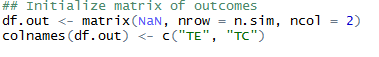 ## Initialize matrix of outcomes
df.out <- matrix(NaN, nrow = n.sim, ncol = 2)
colnames(df.out) <- c("TE", "TC")